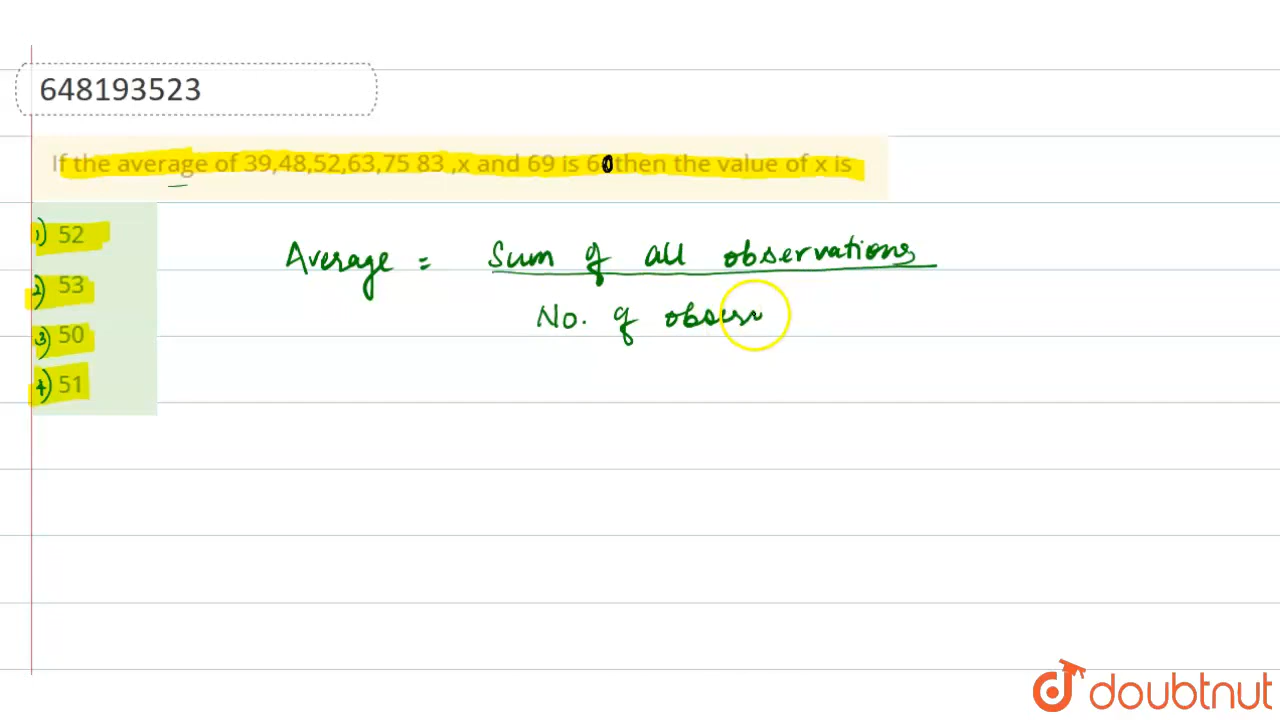 648193523
If the average of 39,48,52,63,75 83 ,x and 69 is 60 then the value of x is
1) 52
2) 53
3) 50
4) 51
Average = Sum of all observations
No. of obser
doubtnut